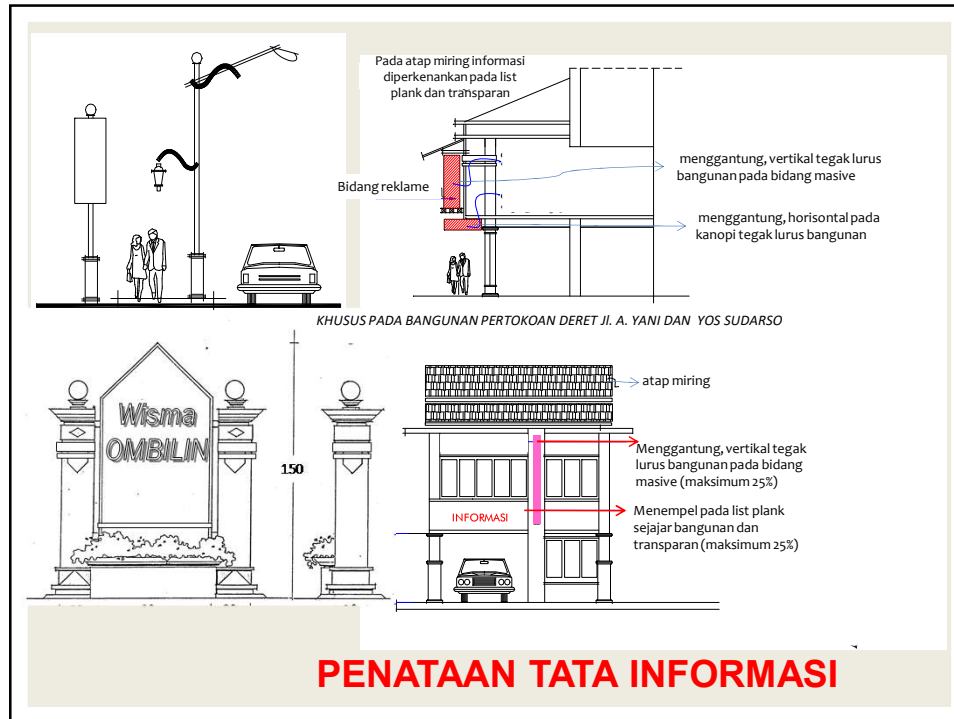 Pada atap miring informasi
diperkenankan pada list
plank dan transparan
Bidang reklame
menggantung, vertikal tegak lurus
bangunan pada bidang masive
menggantung, horisontal pada
kanopi tegak lurus bangunan
KHUSUS PADA BANGUNAN PERTOKOAN DERET Jl. A. YANI DAN YOS SUDARSO
Wisma
OMBILIN
150
atap miring
Menggantung, vertikal tegak
lurus bangunan pada bidang
masive (maksimum 25%)
INFORMASI
Menempel pada list plank
sejajar bangunan dan
transparan (maksimum 25%)
PENATAAN TATA INFORMASI